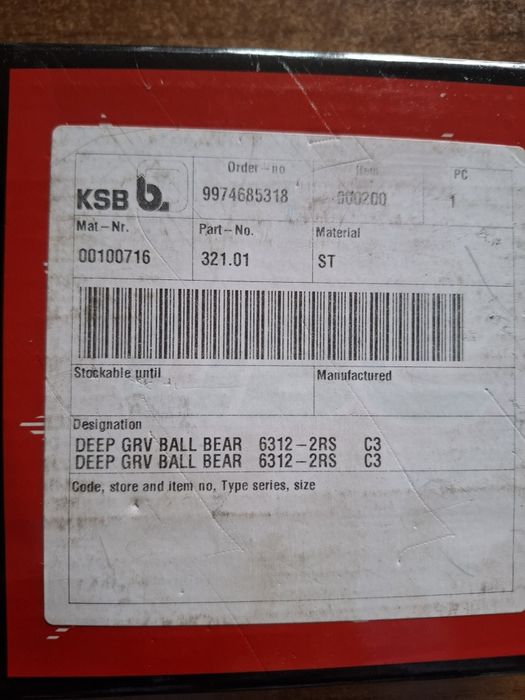 KSB b.
Order-no
Item
PC
9974685318
000200
1
Mat-Nr.
Part-No.
Material
00100716
321.01
ST
Stockable until
Manufactured
Designation
DEEP GRV BALL BEAR 6312-2RS C3
DEEP GRV BALL BEAR 6312-2RS C3
Code, store and item no. Type series, size